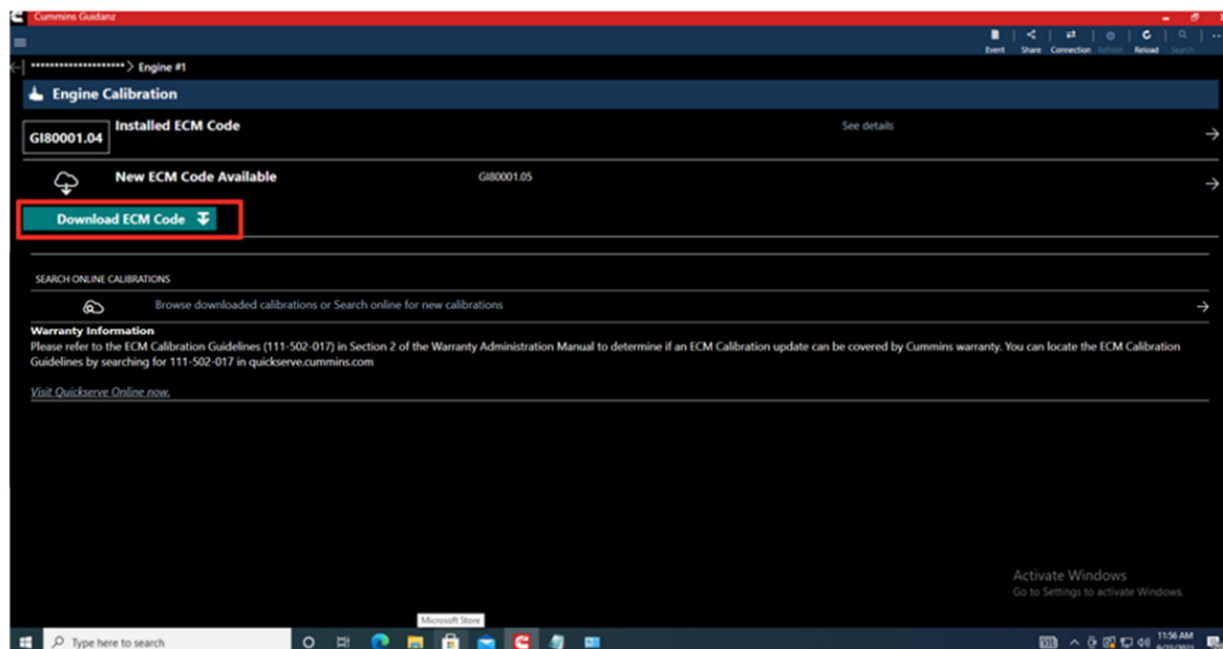 Cummins Guidanz
Event Share Connection Refresh Reload Search
********************* > Engine #1
Engine Calibration
GI80001.04
Installed ECM Code
See details
New ECM Code Available
GI80001.05
Download ECM Code
SEARCH ONLINE CALIBRATIONS
Browse downloaded calibrations or Search online for new calibrations
Warranty Information
Please refer to the ECM Calibration Guidelines (111-502-017) in Section 2 of the Warranty Administration Manual to determine if an ECM Calibration update can be covered by Cummins warranty. You can locate the ECM Calibration
Guidelines by searching for 111-502-017 in quickserve.cummins.com
Visit Quickserve Online now.
Activate Windows
Go to Settings to activate Windows.
Microsoft Store
Type here to search
11:56 AM